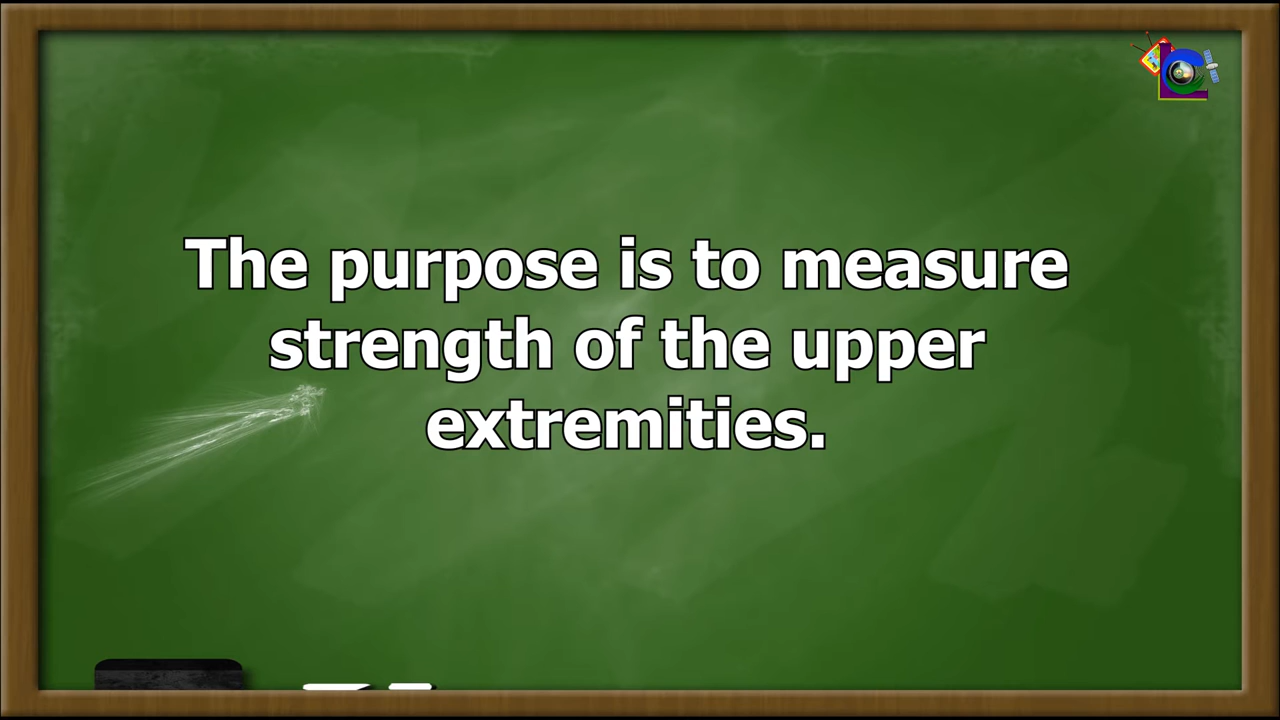 The purpose is to measure
strength of the upper
extremities.